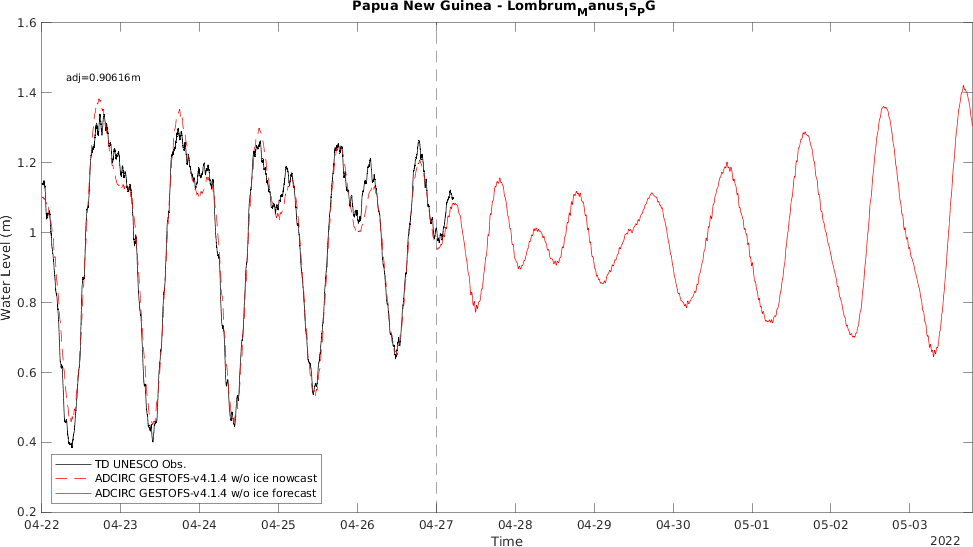 Papua New Guinea - Lombrum_Manus_Is_PG
1.6
1.4
1.2
1
0.8
0.6
0.4
0.2
Water Level (m)
adj=0.90616m
TD UNESCO Obs.
ADCIRC GESTOFS-v4.1.4 w/o ice nowcast
ADCIRC GESTOFS-v4.1.4 w/o ice forecast
04-22 04-23 04-24 04-25 04-26 04-27 04-28 04-29 04-30 05-01 05-02 05-03
Time
2022